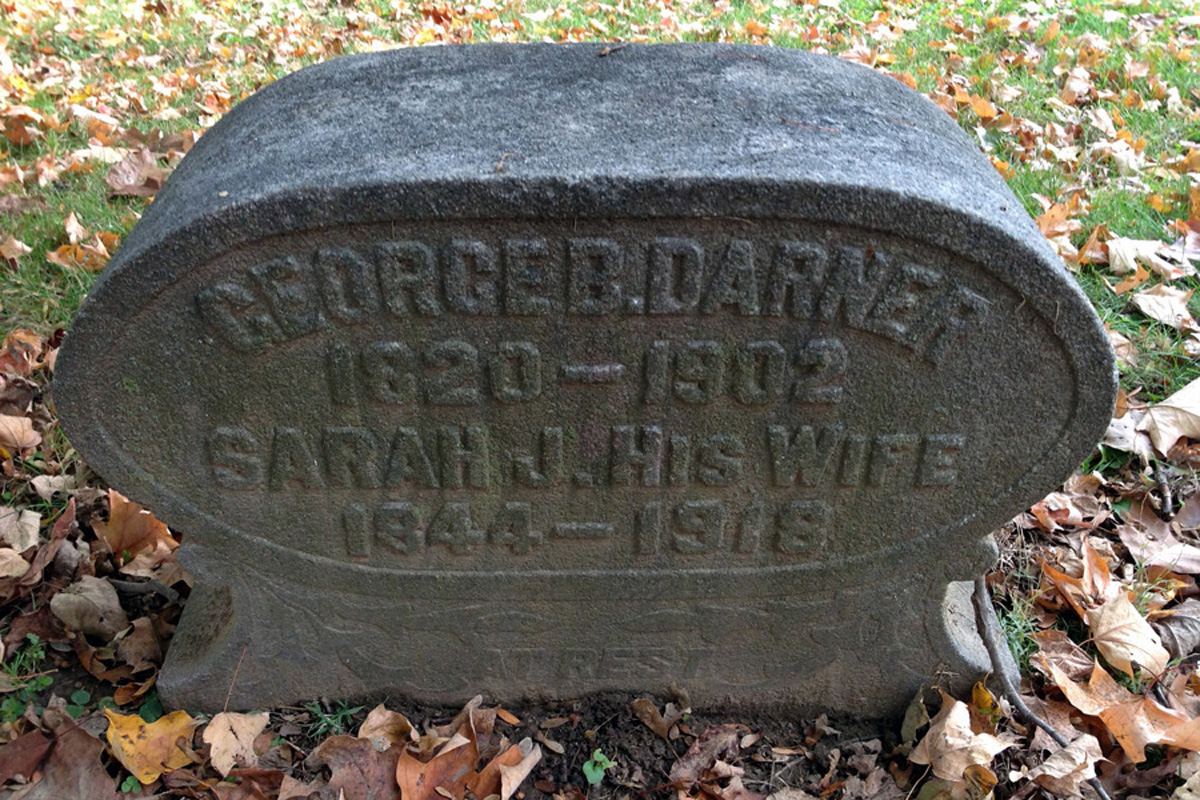 GEORGE B. DARNER
1820 — 1902
SARAH J. HIS WIFE
1844 — 1918
AT REST